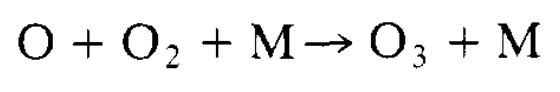 O + O₂ + M → O₃ + M